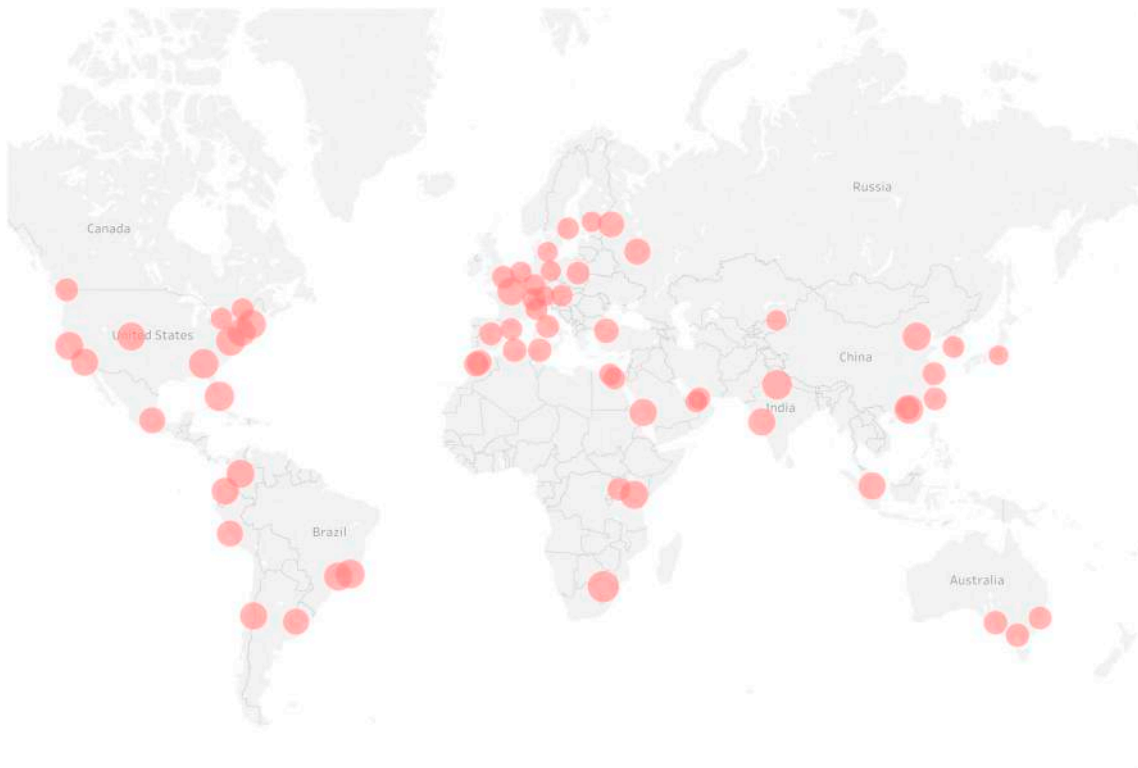 Russia
Canada
United States
China
India
Brazil
Australia